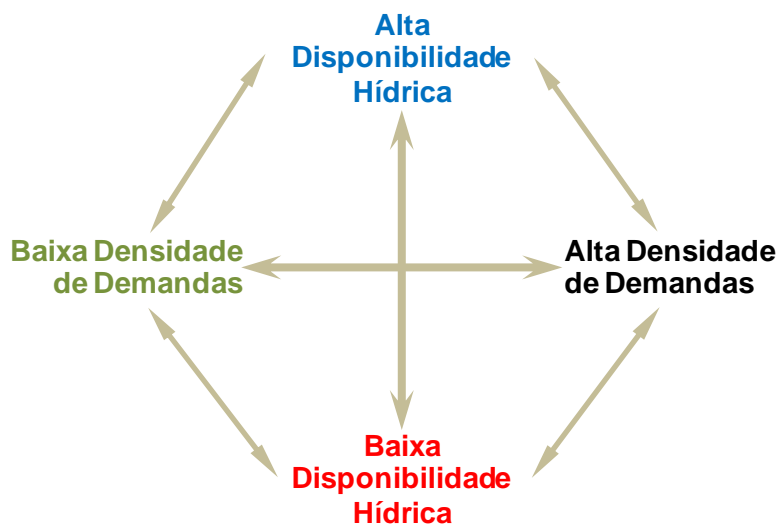 Alta
Disponibilidade
Hídrica
Baixa Densidade
de Demandas
Alta Densidade
de Demandas
Baixa
Disponibilidade
Hídrica